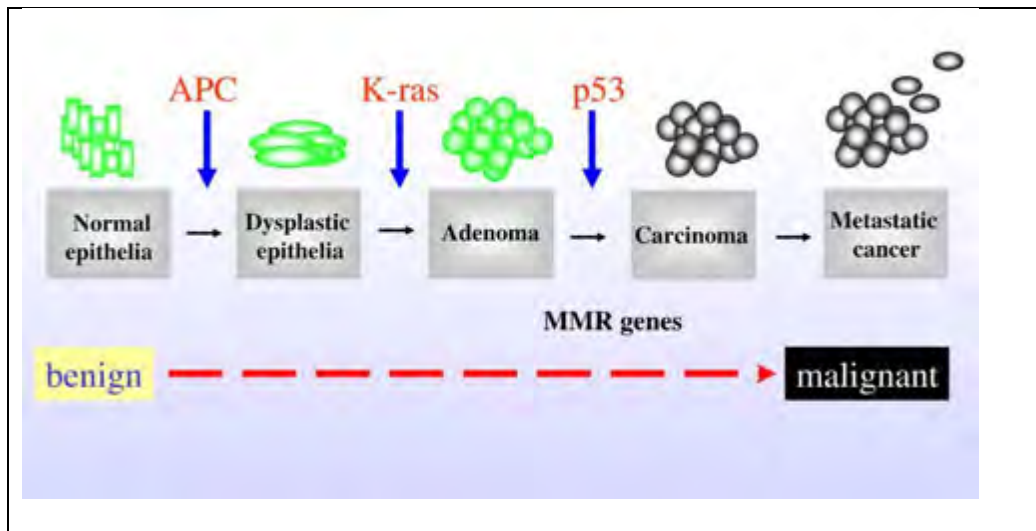 APC
K-ras
p53
Normal
epithelia
Dysplastic
epithelia
Adenoma
Carcinoma
Metastatic
cancer
MMR genes
benign
malignant